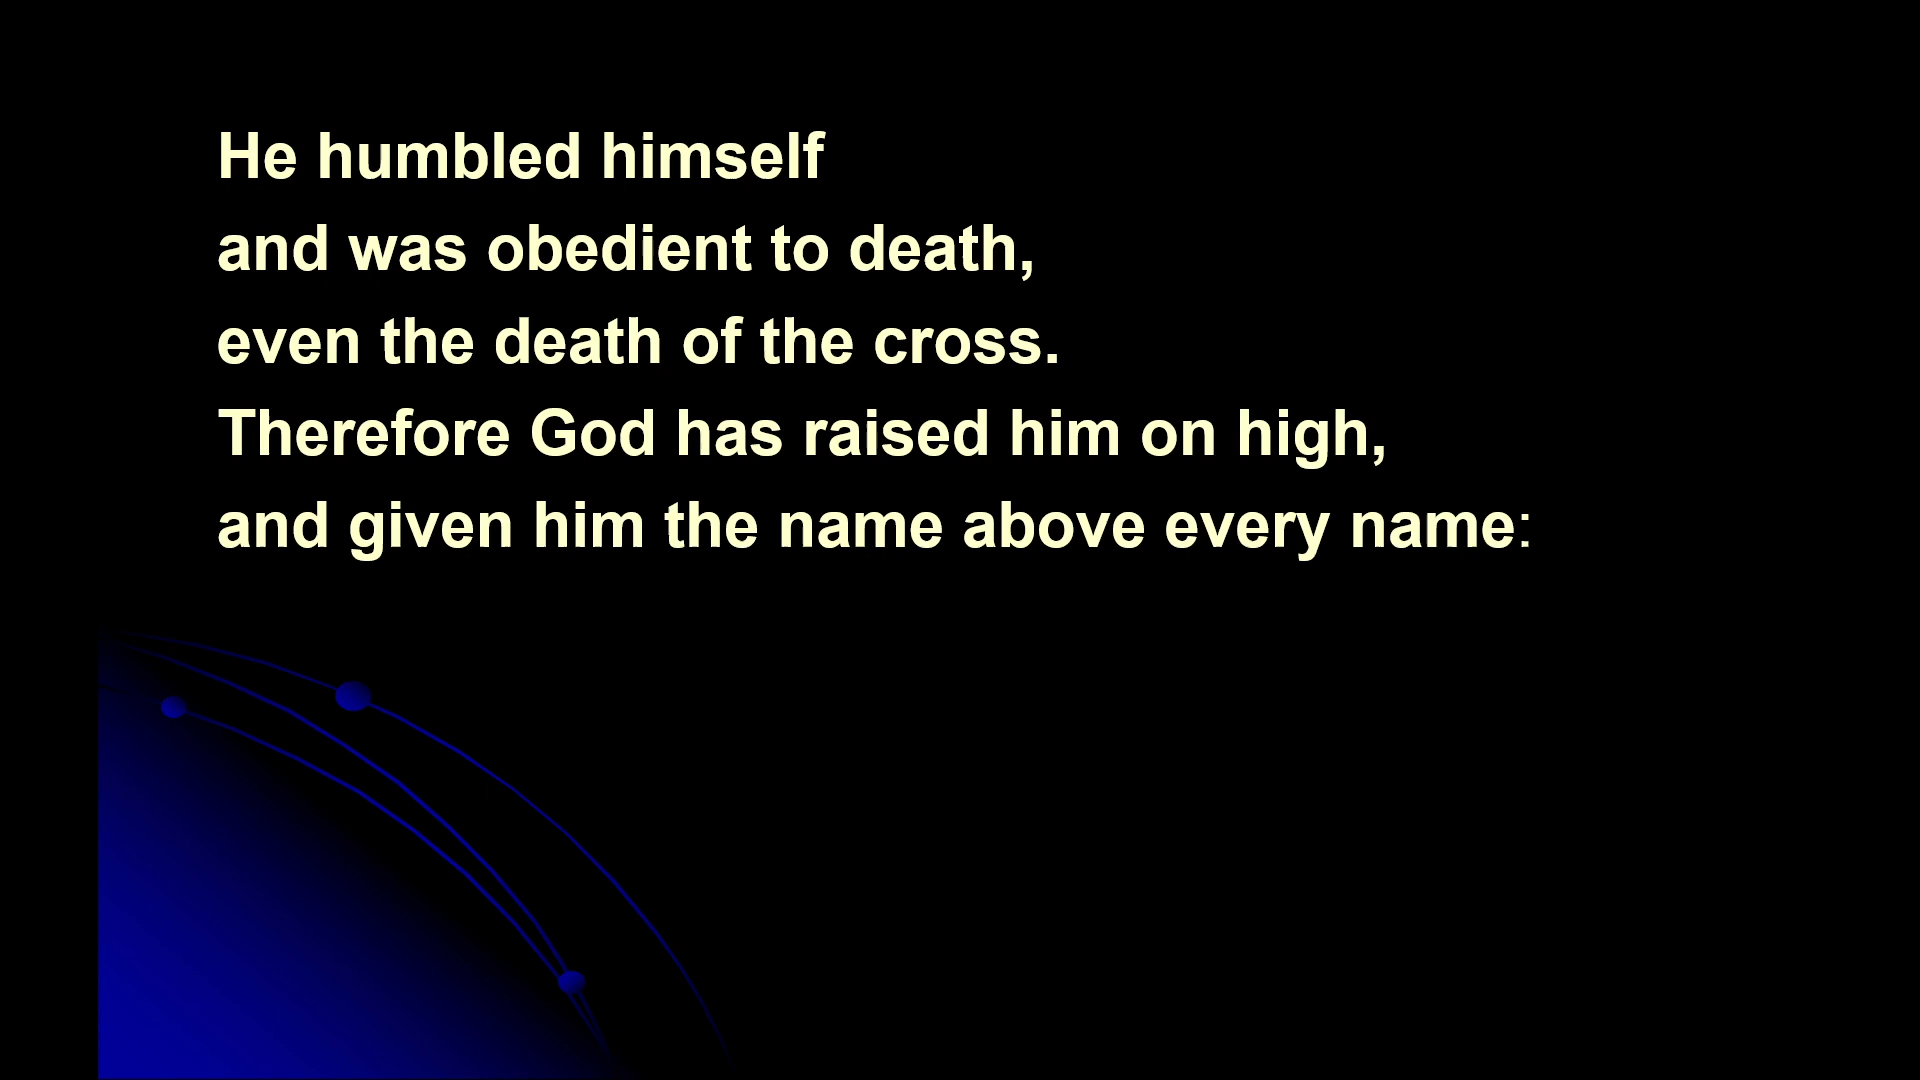 He humbled himself
and was obedient to death,
even the death of the cross.
Therefore God has raised him on high,
and given him the name above every name: